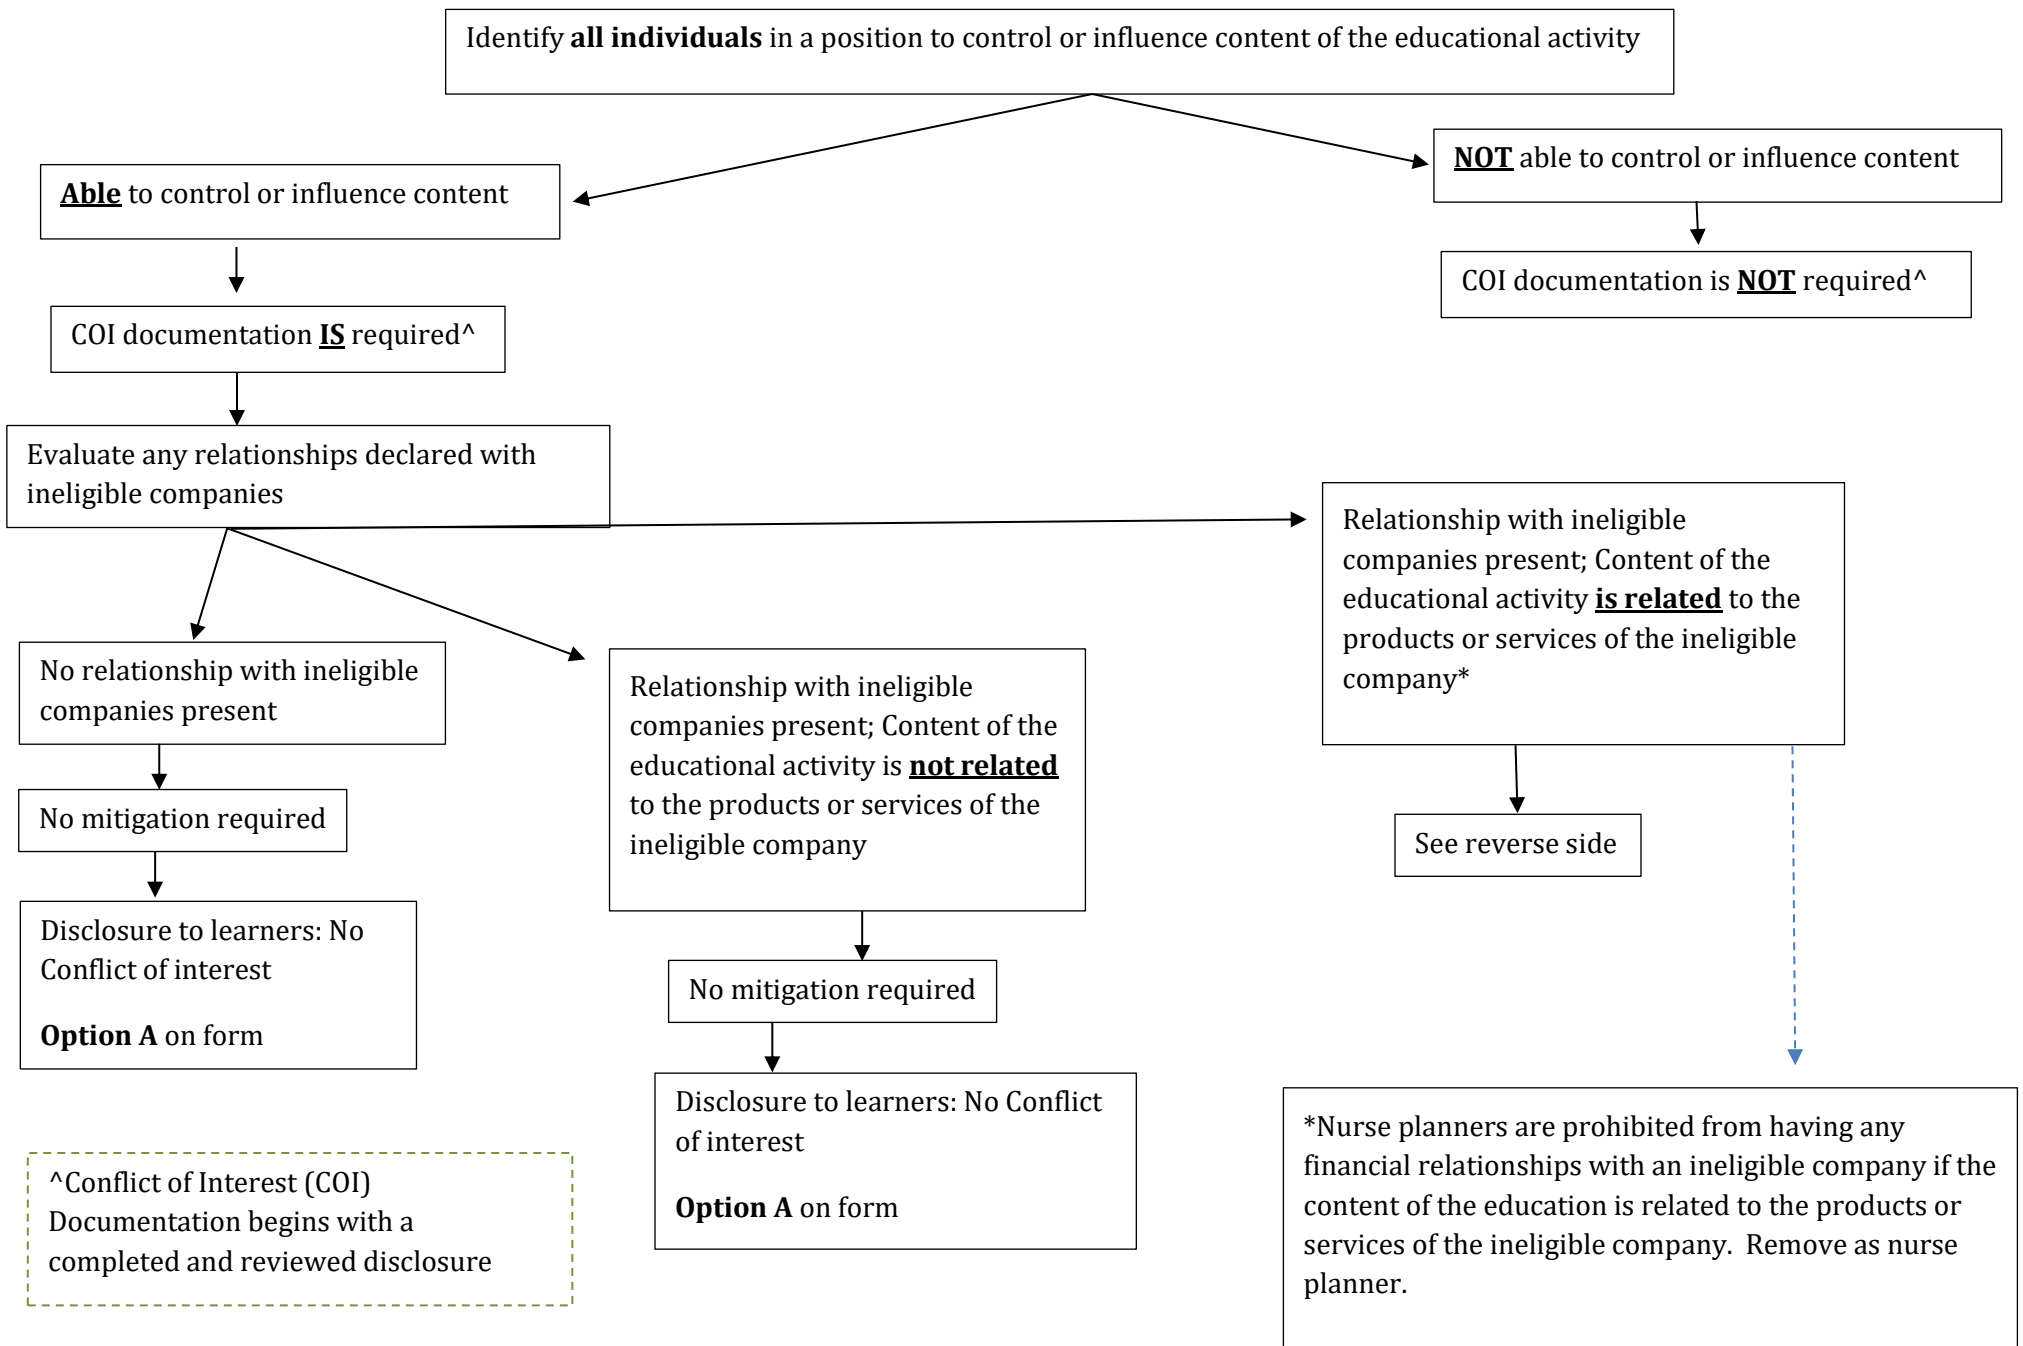 Identify all individuals in a position to control or influence content of the educational activity
NOT able to control or influence content
Able to control or influence content
COI documentation is NOT required^
COI documentation IS required^
Evaluate any relationships declared with
ineligible companies
Relationship with ineligible
companies present; Content of the
educational activity is related to the
products or services of the ineligible
company*
No relationship with ineligible
companies present
Relationship with ineligible
companies present; Content of the
educational activity is not related
to the products or services of the
ineligible company
No mitigation required
See reverse side
Disclosure to learners: No
Conflict of interest
Option A on form
No mitigation required
Disclosure to learners: No Conflict
of interest
Option A on form
*Nurse planners are prohibited from having any
financial relationships with an ineligible company if the
content of the education is related to the products or
services of the ineligible company.  Remove as nurse
planner.
^Conflict of Interest (COI)
Documentation begins with a
completed and reviewed disclosure